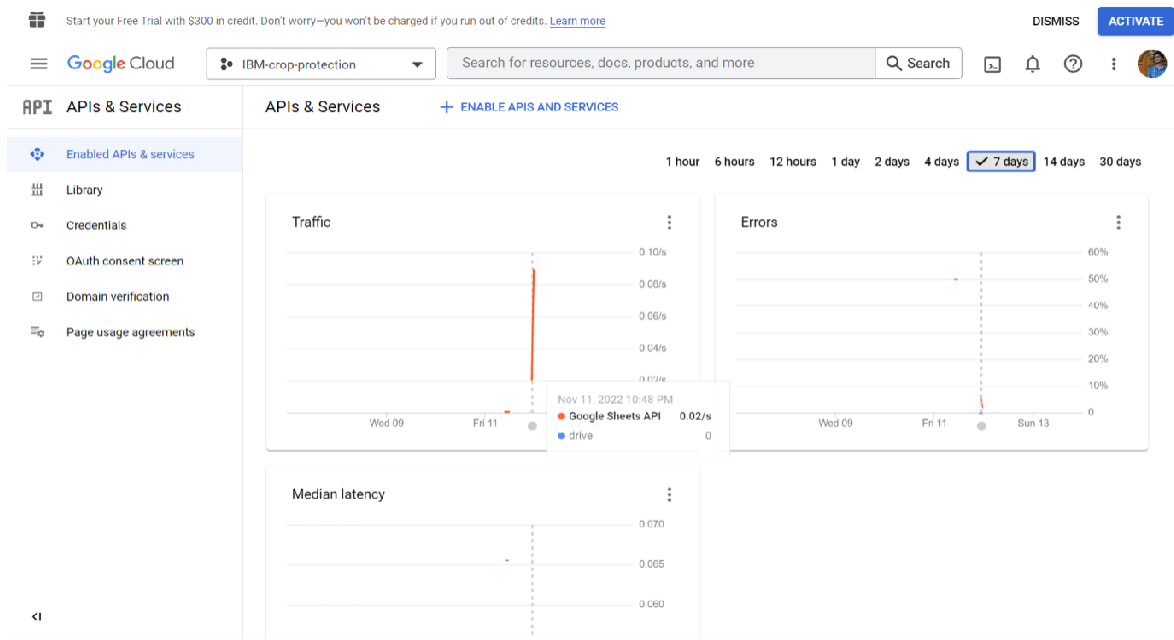 Start your Free Trial with $300 in credit. Don't worry—you won't be charged if you run out of credits. Learn more
DISMISS
ACTIVATE
Google Cloud
IBM-crop-protection
Search for resources, docs, products, and more
Search
API APIs & Services
APIs & Services
ENABLE APIS AND SERVICES
Enabled APIs & services
Library
Credentials
OAuth consent screen
Domain verification
Page usage agreements
1 hour 6 hours 12 hours 1 day 2 days 4 days 7 days 14 days 30 days
Traffic
0.10/s
0.08/s
0.06/s
0.04/s
0.02/s
Wed 09 Fri 11
Nov 11, 2022 10:48 PM
Google Sheets API 0.02/s
drive 0
Errors
60%
50%
40%
30%
20%
10%
0
Wed 09 Fri 11 Sun 13
Median latency
0.070
0.065
0.060